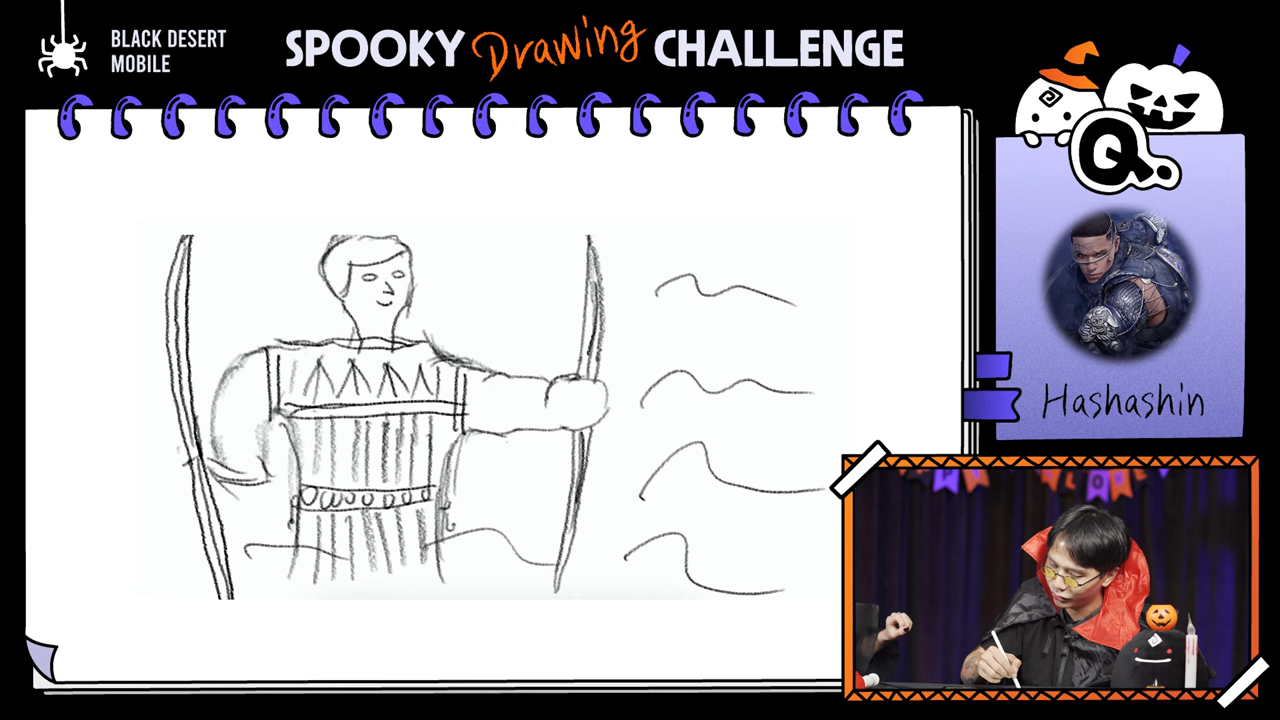 BLACK DESERT
MOBILE
SPOOKY Drawing CHALLENGE
Q.
Hashashin